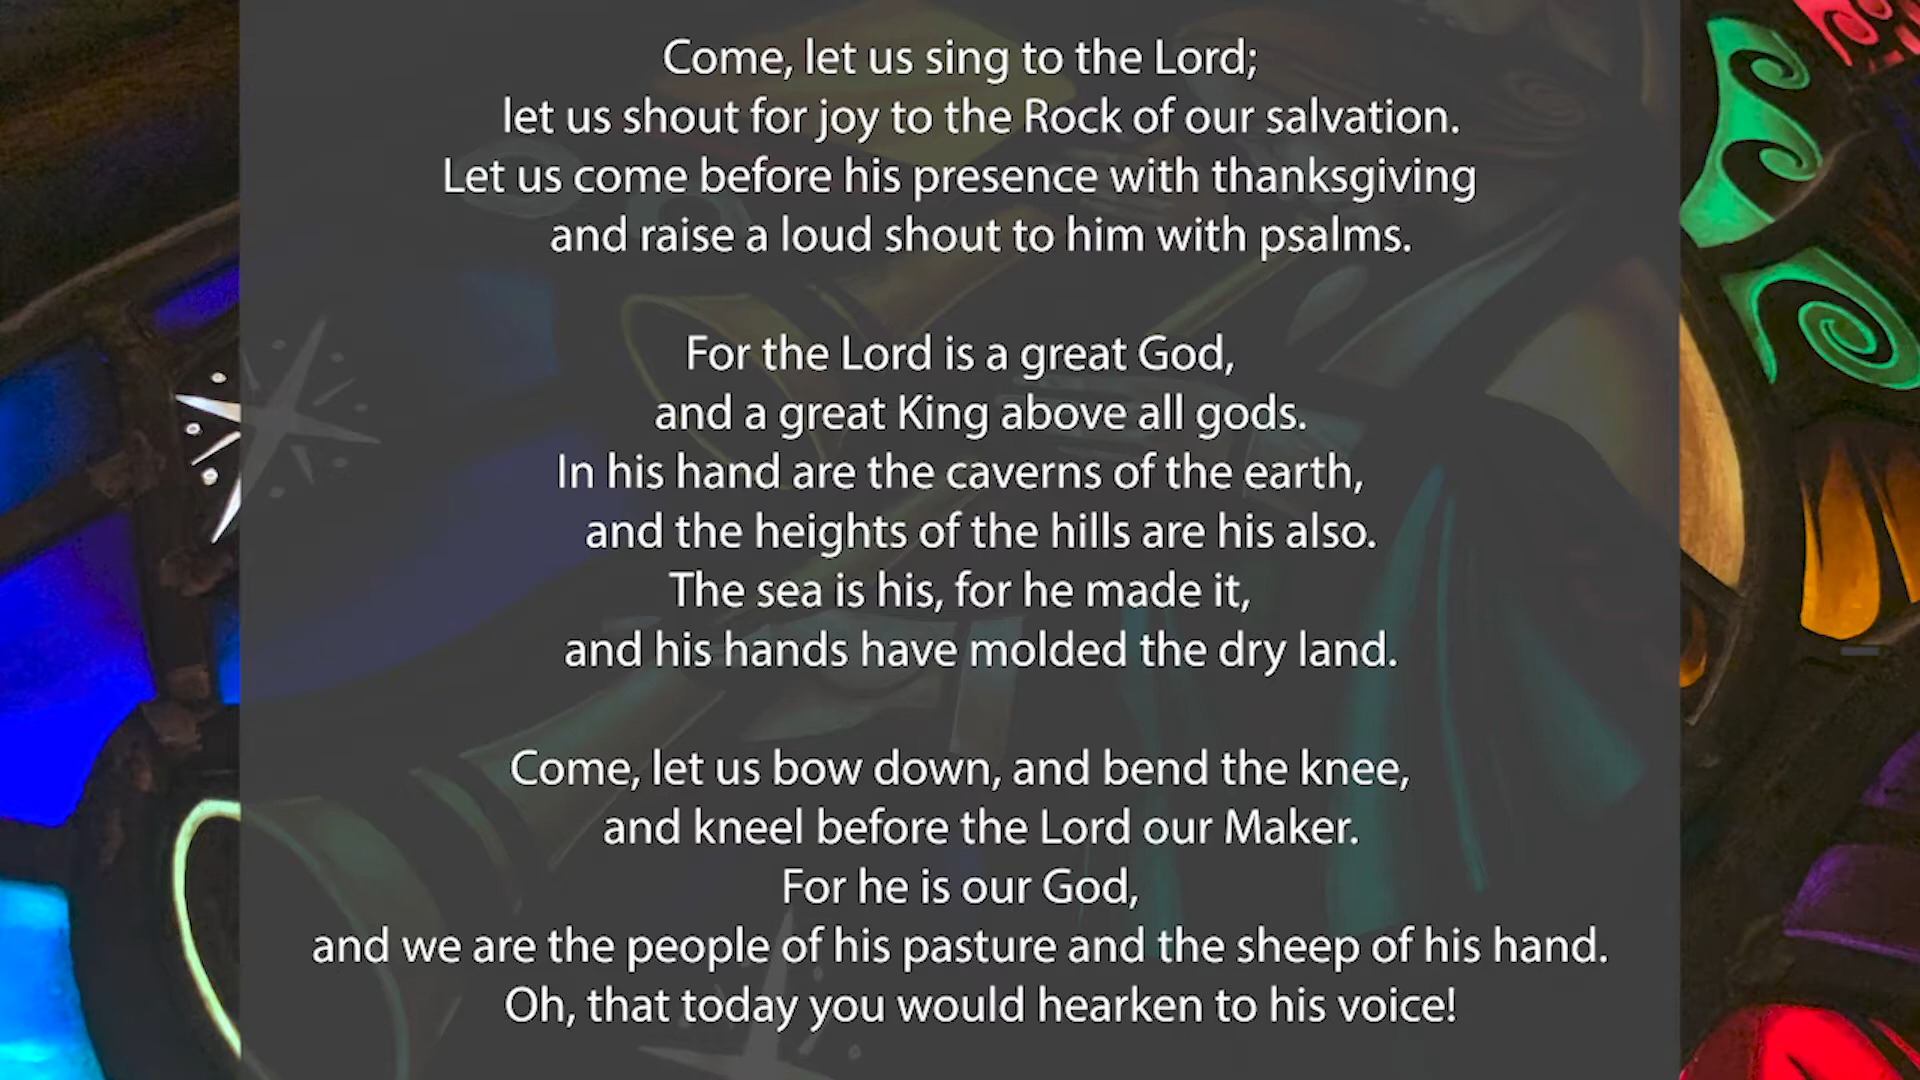 Come, let us sing to the Lord;
let us shout for joy to the Rock of our salvation.
Let us come before his presence with thanksgiving
and raise a loud shout to him with psalms.
For the Lord is a great God,
and a great King above all gods.
In his hand are the caverns of the earth,
and the heights of the hills are his also.
The sea is his, for he made it,
and his hands have molded the dry land.
Come, let us bow down, and bend the knee,
and kneel before the Lord our Maker.
For he is our God,
and we are the people of his pasture and the sheep of his hand.
Oh, that today you would hearken to his voice!